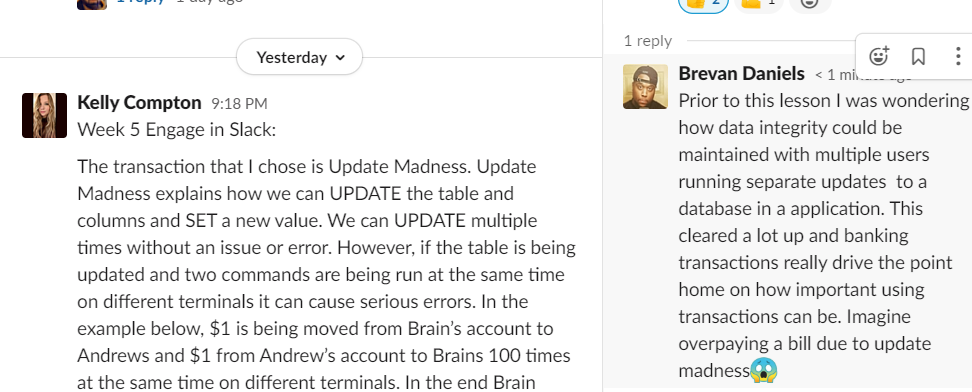 1 reply 1 day ago
Yesterday
Kelly Compton 9:18 PM
Week 5 Engage in Slack:
The transaction that I chose is Update Madness. Update
Madness explains how we can UPDATE the table and
columns and SET a new value. We can UPDATE multiple
times without an issue or error. However, if the table is being
updated and two commands are being run at the same time
on different terminals it can cause serious errors. In the
example below, $1 is being moved from Brain’s account to
Andrews and $1 from Andrew’s account to Brains 100 times
at the same time on different terminals. In the end Brain
2
1
1 reply
Brevan Daniels < 1 minute ago
Prior to this lesson I was wondering
how data integrity could be
maintained with multiple users
running separate updates  to a
database in a application. This
cleared a lot up and banking
transactions really drive the point
home on how important using
transactions can be. Imagine
overpaying a bill due to update
madness😱